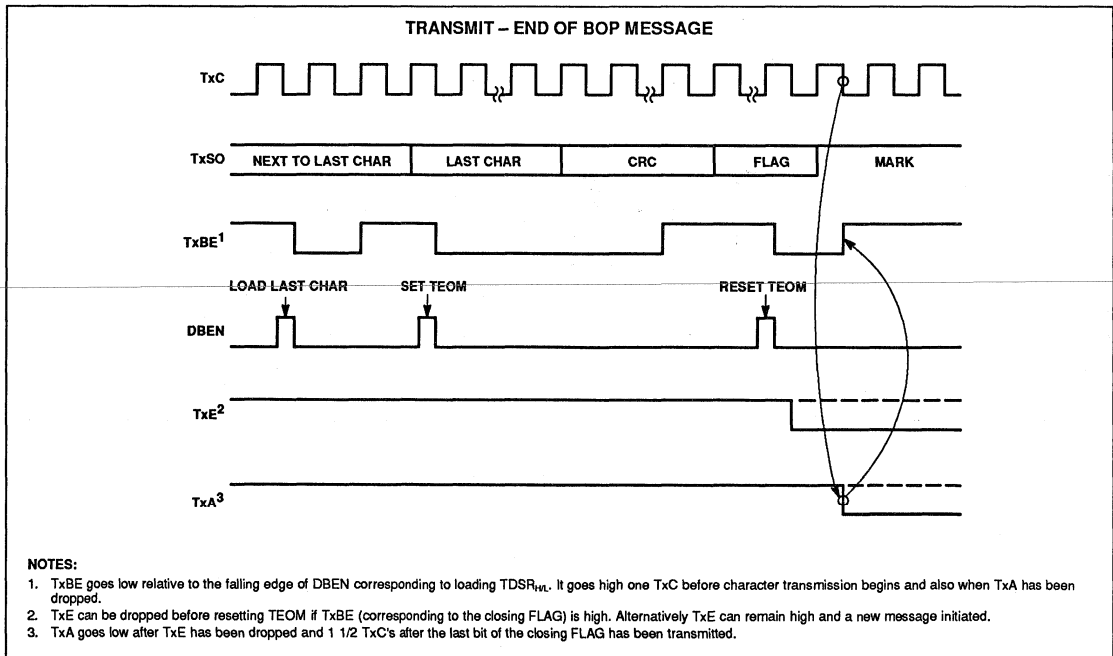 TRANSMIT – END OF BOP MESSAGE
TxC
TxSO
NEXT TO LAST CHAR
LAST CHAR
CRC
FLAG
MARK
TxBE1
LOAD LAST CHAR
SET TEOM
RESET TEOM
DBEN
TxE2
TxA3
NOTES:
1. TxBE goes low relative to the falling edge of DBEN corresponding to loading TDSRH/L. It goes high one TxC before character transmission begins and also when TxA has been
dropped.
2. TxE can be dropped before resetting TEOM if TxBE (corresponding to the closing FLAG) is high. Alternatively TxE can remain high and a new message initiated.
3. TxA goes low after TxE has been dropped and 1 1/2 TxC's after the last bit of the closing FLAG has been transmitted.